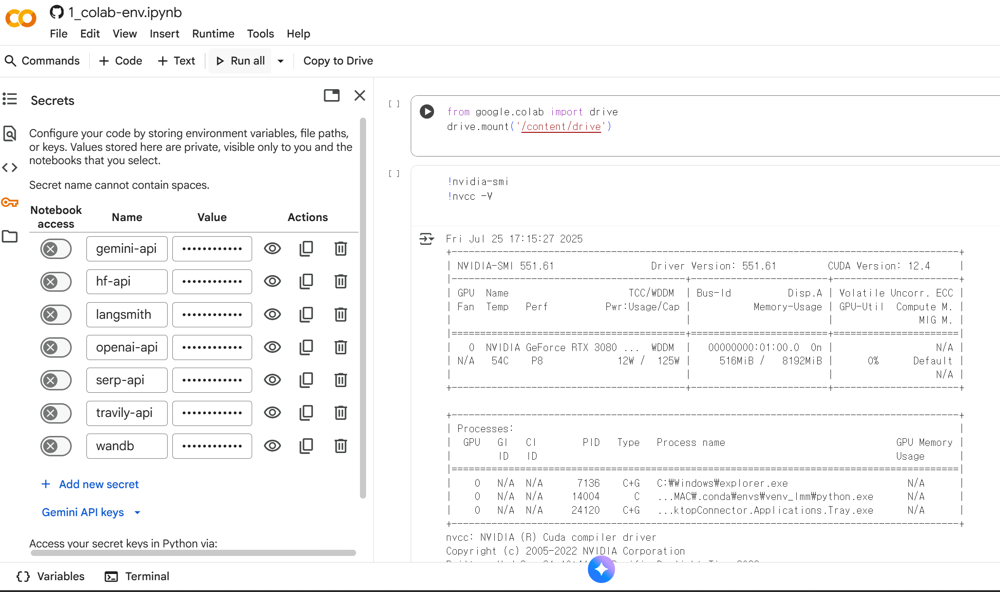 1_colab-env.ipynb
File Edit View Insert Runtime Tools Help
Commands + Code + Text Run all Copy to Drive
Secrets
Configure your code by storing environment variables, file paths,
or keys. Values stored here are private, visible only to you and the
notebooks that you select.
Secret name cannot contain spaces.
Notebook access Name Value Actions
gemini-api ••••••••••••
hf-api ••••••••••••
langsmith ••••••••••••
openai-api ••••••••••••
serp-api ••••••••••••
travily-api ••••••••••••
wandb ••••••••••••
+ Add new secret
Gemini API keys
Access your secret keys in Python via:
[ ]
from google.colab import drive
drive.mount('/content/drive')
[ ]
!nvidia-smi
!nvcc -V
Fri Jul 25 17:15:27 2025
+-----------------------------------------------------------------------------------------+
| NVIDIA-SMI 551.61                 Driver Version: 551.61         CUDA Version: 12.4     |
|-----------------------------------------+------------------------+----------------------+
| GPU  Name                     TCC/WDDM  | Bus-Id          Disp.A | Volatile Uncorr. ECC |
| Fan  Temp   Perf          Pwr:Usage/Cap |           Memory-Usage | GPU-Util  Compute M. |
|                                         |                        |               MIG M. |
|=========================================+========================+======================|
|   0  NVIDIA GeForce RTX 3080 ...  WDDM  |   00000000:01:00.0  On |                  N/A |
| N/A   54C    P8             12W /  125W |     516MiB /   8192MiB |      0%      Default |
|                                         |                        |                  N/A |
+-----------------------------------------+------------------------+----------------------+
+-----------------------------------------------------------------------------------------+
| Processes:                                                                              |
|  GPU   GI   CI        PID   Type   Process name                              GPU Memory |
|        ID   ID                                                               Usage      |
|=========================================================================================|
|    0   N/A  N/A      7136    C+G   C:₩Windows₩explorer.exe                     N/A      |
|    0   N/A  N/A     14004      C   ...MAC₩.conda₩envs₩venv_lmm₩python.exe      N/A      |
|    0   N/A  N/A     24120    C+G   ...ktopConnector.Applications.Tray.exe      N/A      |
+-----------------------------------------------------------------------------------------+
nvcc: NVIDIA (R) Cuda compiler driver
Copyright (c) 2005-2022 NVIDIA Corporation
Variables Terminal